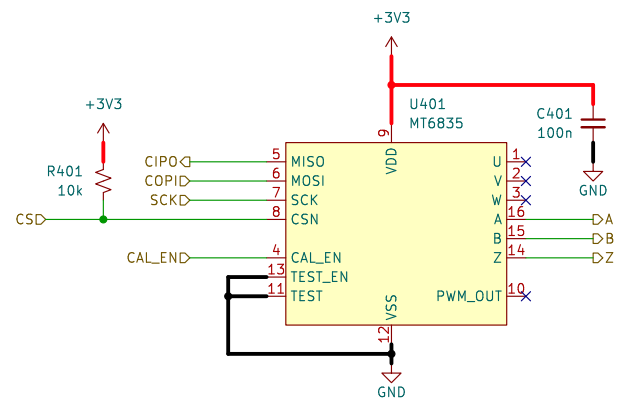 +3V3
+3V3
U401
MT6835
C401
100n
GND
R401
10k
9
VDD
CIPO
5
MISO
U
1
COPI
6
MOSI
V
2
SCK
7
SCK
W
3
CS
8
CSN
A
16
A
B
15
B
CAL_EN
4
CAL_EN
Z
14
Z
13
TEST_EN
11
TEST
PWM_OUT
10
VSS
12
GND